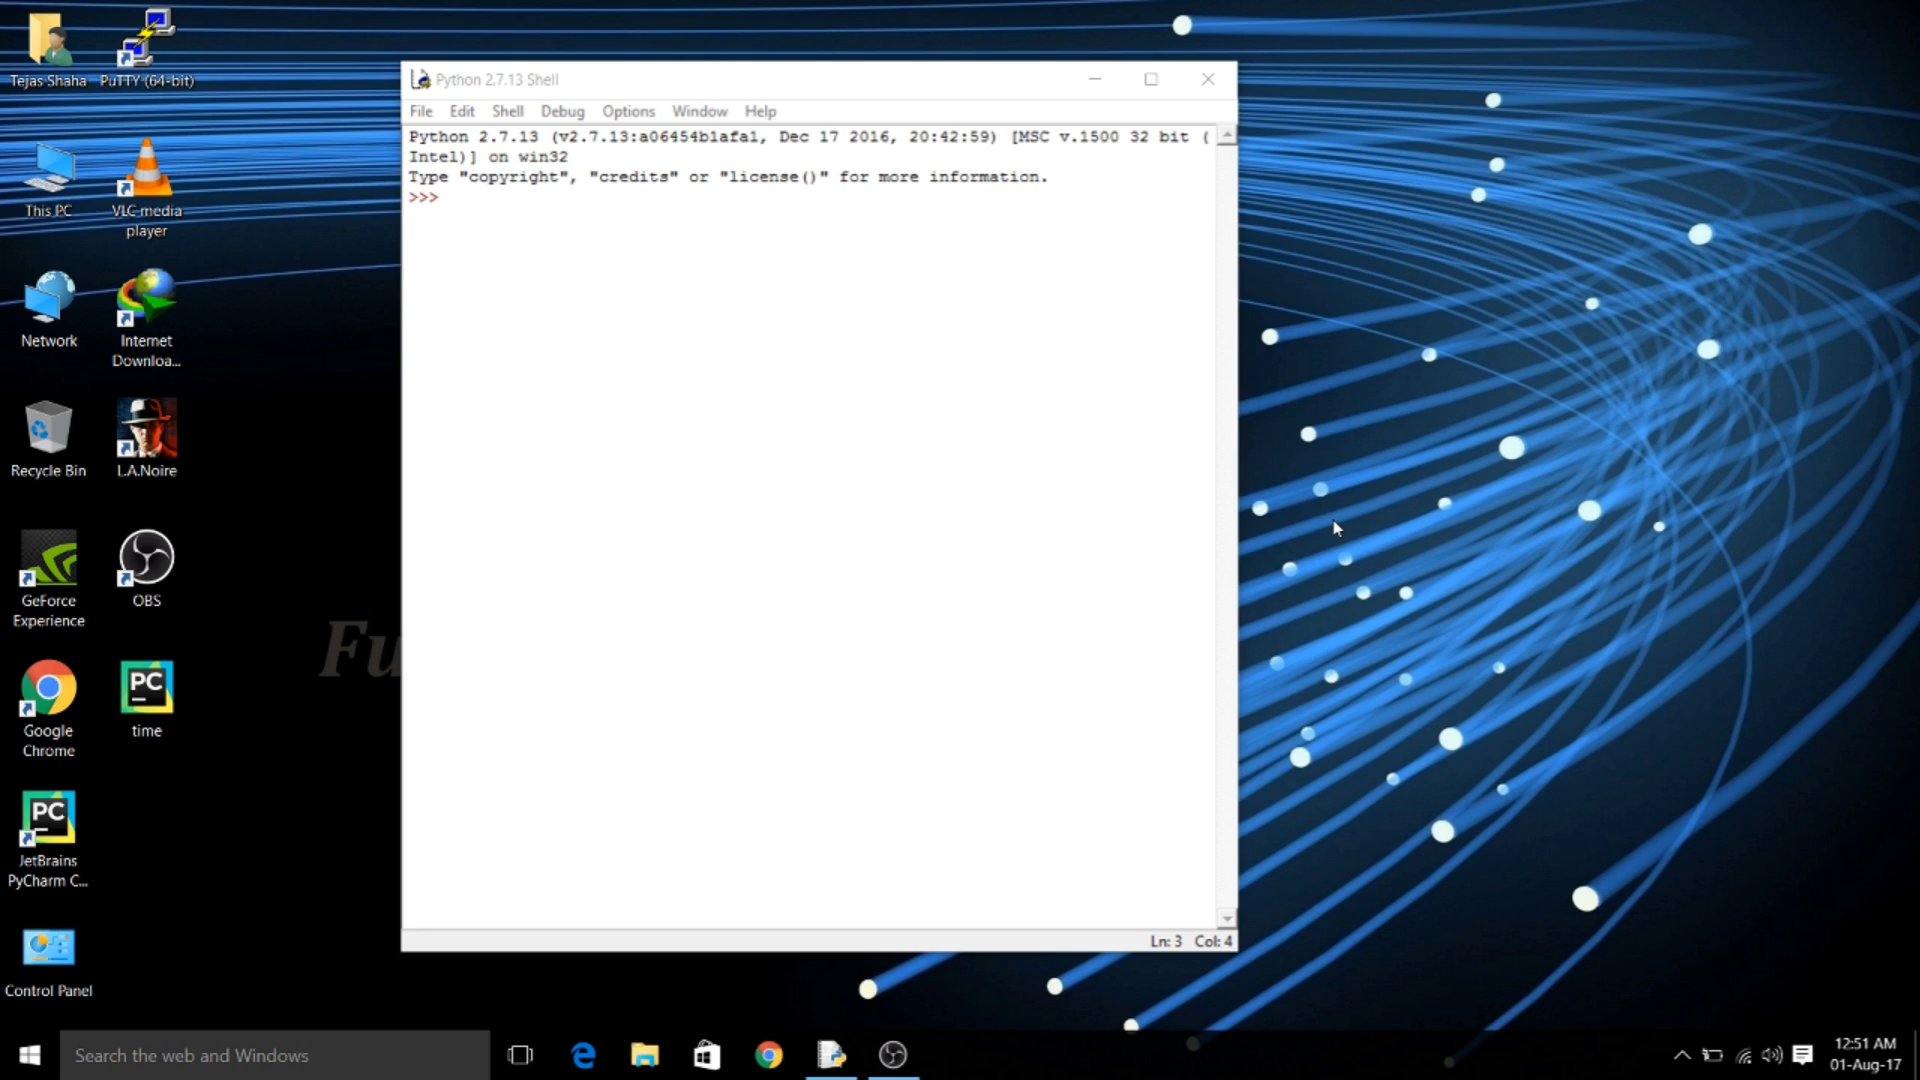 Tejas Shaha
PuTTY (64-bit)
This PC
VLC media
player
Network
Internet
Downloa...
Recycle Bin
L.A.Noire
GeForce
Experience
OBS
Google
Chrome
PC
time
PC
JetBrains
PyCharm C...
Control Panel
Fu
Python 2.7.13 Shell
File Edit Shell Debug Options Window Help
Python 2.7.13 (v2.7.13:a06454b1afa1, Dec 17 2016, 20:42:59) [MSC v.1500 32 bit (
Intel)] on win32
Type "copyright", "credits" or "license()" for more information.
>>>
Ln: 3 Col: 4
Search the web and Windows
12:51 AM
01-Aug-17